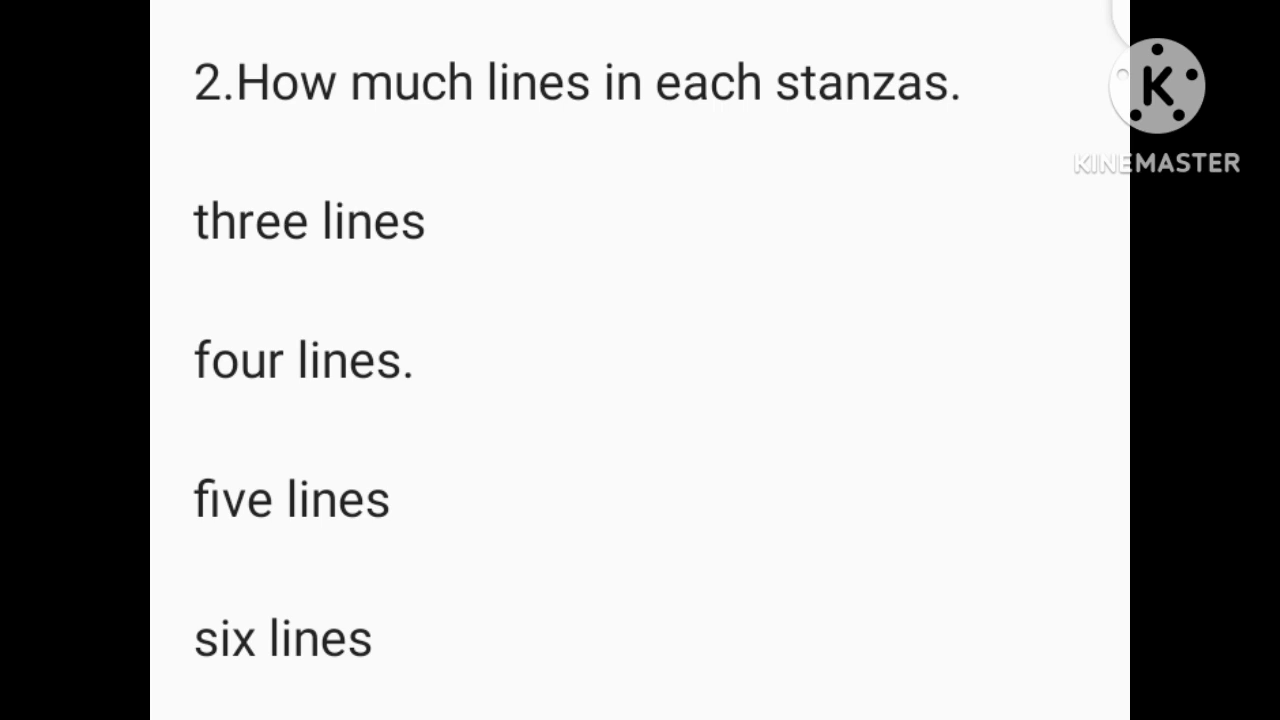 2.How much lines in each stanzas.
K
KINEMASTER
three lines
four lines.
five lines
six lines